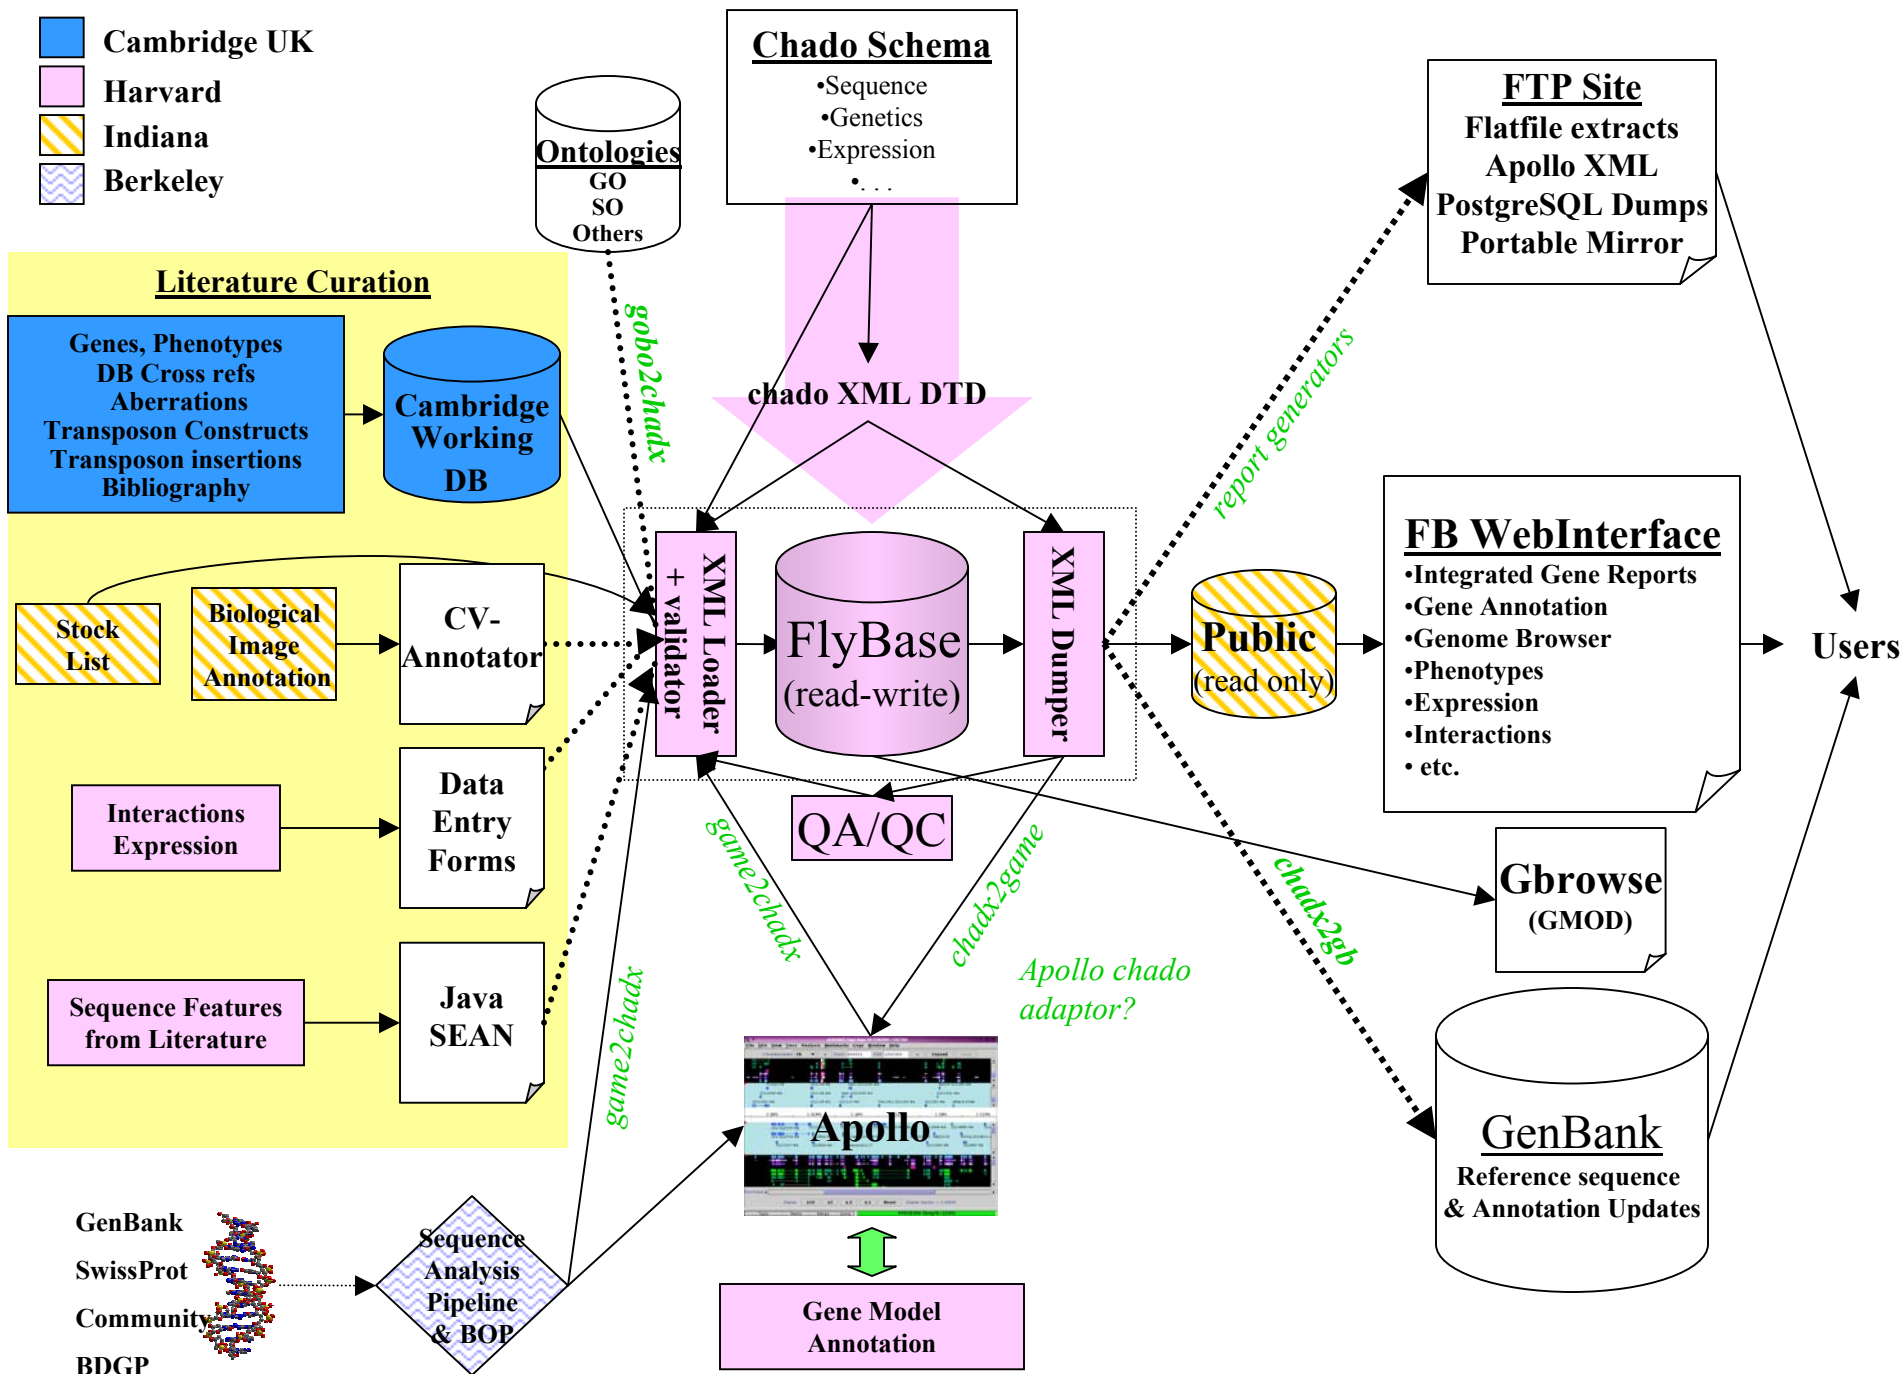 Cambridge UK
Harvard
Indiana
Berkeley
Chado Schema
•Sequence
•Genetics
•Expression
•. . .
Ontologies
GO
SO
Others
FTP Site
Flatfile extracts
Apollo XML
PostgreSQL Dumps
Portable Mirror
Literature Curation
Genes, Phenotypes
DB Cross refs
Aberrations
Transposon Constructs
Transposon insertions
Bibliography
Cambridge
Working
DB
gobo2chadx
chado XML DTD
report generators
Stock
List
Biological
Image
Annotation
CV-
Annotator
XML Loader
+ validator
FlyBase
(read-write)
XML Dumper
Public
(read only)
FB WebInterface
•Integrated Gene Reports
•Gene Annotation
•Genome Browser
•Phenotypes
•Expression
•Interactions
• etc.
Users
Interactions
Expression
Data
Entry
Forms
QA/QC
game2chadx
chadx2game
chadx2gb
Gbrowse
(GMOD)
Sequence Features
from Literature
Java
SEAN
game2chadx
Apollo chado
adaptor?
Apollo
GenBank
Reference sequence
& Annotation Updates
GenBank
SwissProt
Community
BDGP
Sequence
Analysis
Pipeline
& BOP
Gene Model
Annotation